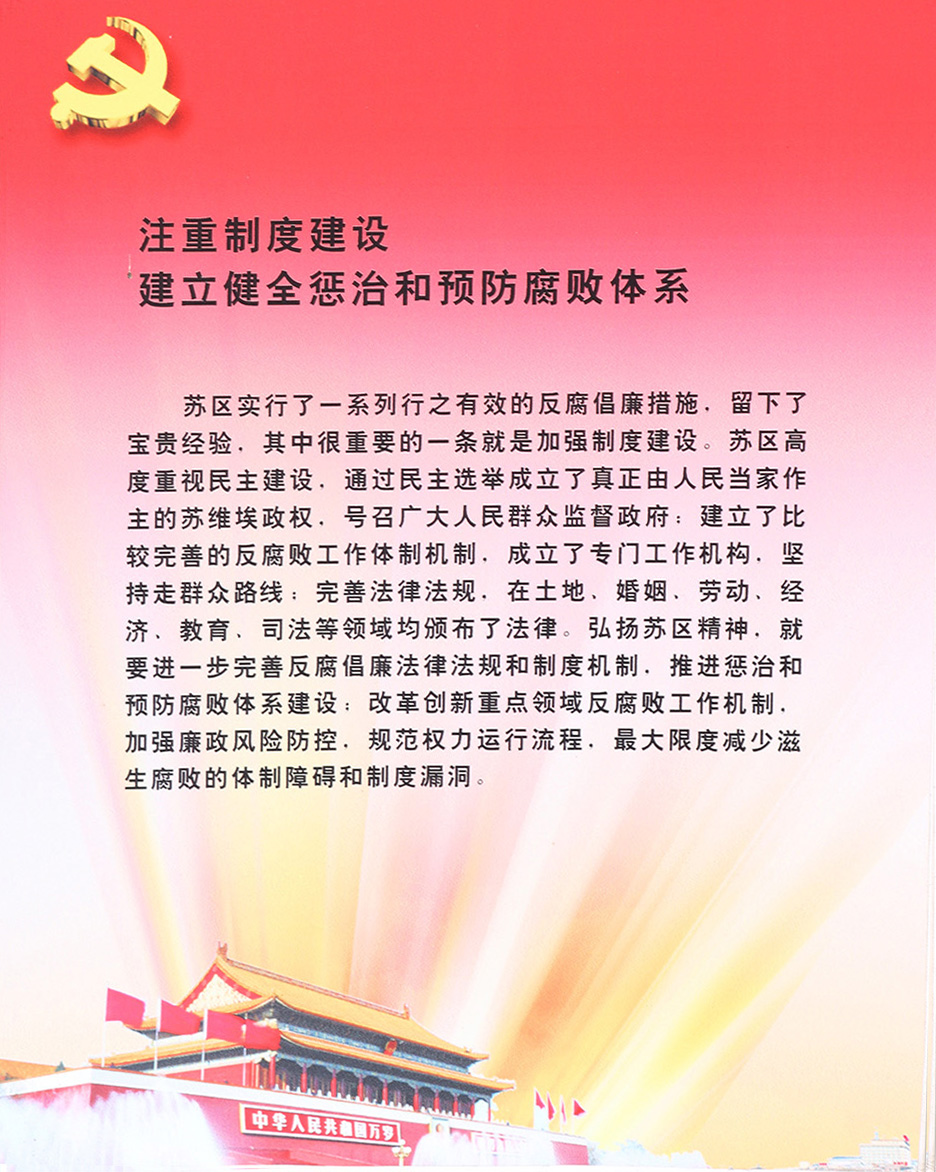 注重制度建设
建立健全惩治和预防腐败体系
苏区实行了一系列行之有效的反腐倡廉措施，留下了
宝贵经验，其中很重要的一条就是加强制度建设。苏区高
度重视民主建设，通过民主选举成立了真正由人民当家作
主的苏维埃政权，号召广大人民群众监督政府；建立了比
较完善的反腐败工作体制机制，成立了专门工作机构，坚
持走群众路线；完善法律法规，在土地、婚姻、劳动、经
济、教育、司法等领域均颁布了法律。弘扬苏区精神，就
要进一步完善反腐倡廉法律法规和制度机制，推进惩治和
预防腐败体系建设；改革创新重点领域反腐败工作机制，
加强廉政风险防控，规范权力运行流程，最大限度减少滋
生腐败的体制障碍和制度漏洞。
中华人民共和国万岁